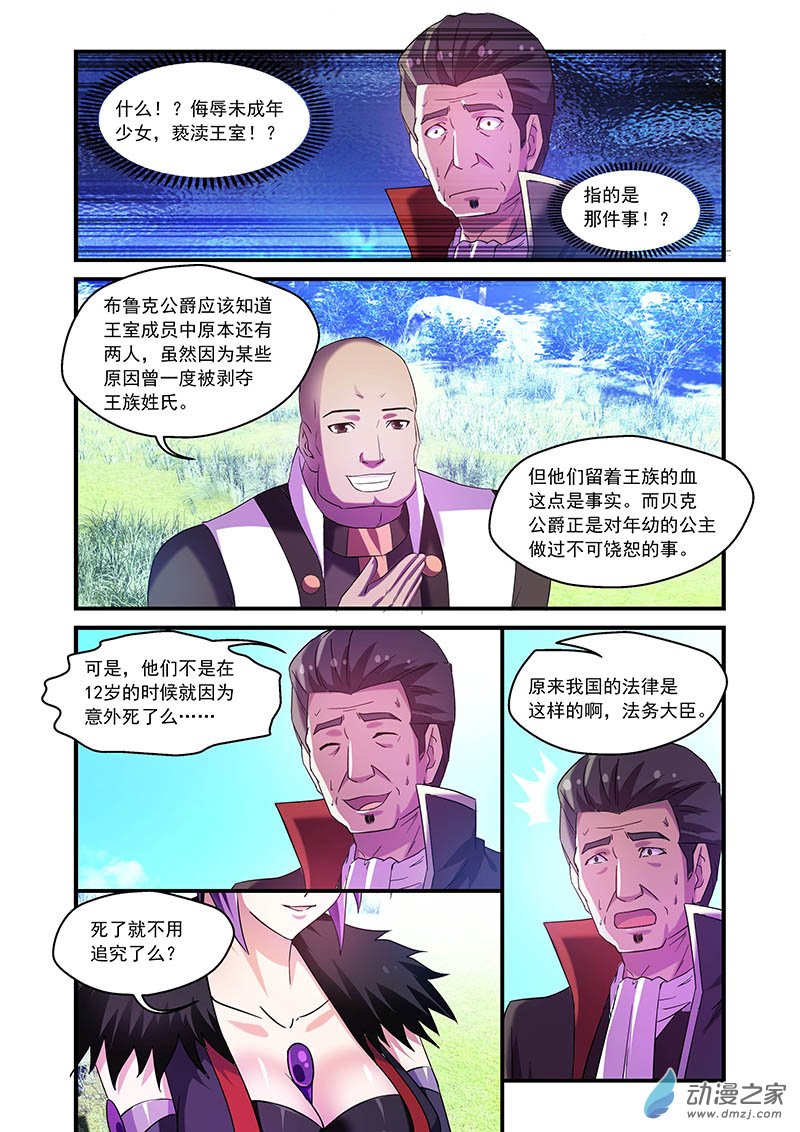 什么！？侮辱未成年
少女，亵渎王室！？
指的是
那件事！？
布鲁克公爵应该知道
王室成员中原本还有
两人，虽然因为某些
原因曾一度被剥夺
王族姓氏。
但他们留着王族的血
这点是事实。而贝克
公爵正是对年幼的公主
做过不可饶恕的事。
可是，他们不是在
12岁的时候就因为
意外死了么……
原来我国的法律是
这样的啊，法务大臣。
死了就不用
追究了么？
动漫之家
www.dmzj.com